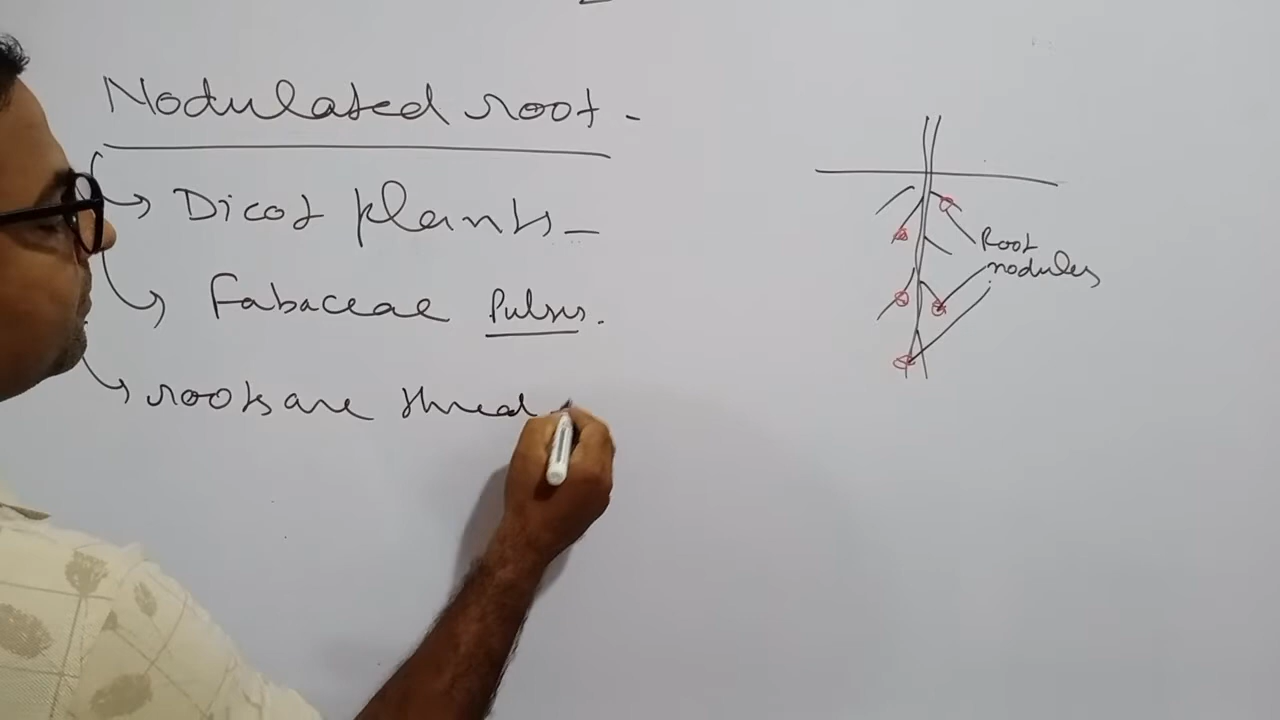 Nodulated root -
Dicot plants -
Fabaceae Pulses.
roots are thread
Root
nodules